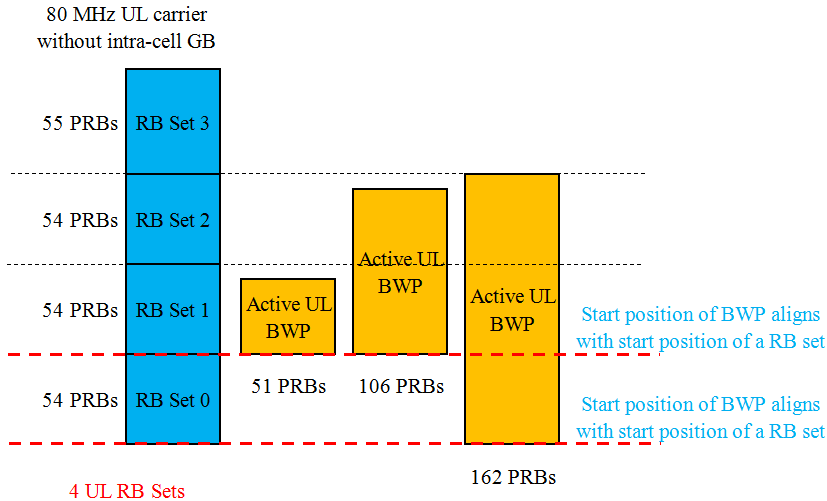 80 MHz UL carrier
without intra-cell GB
55 PRBs
RB Set 3
54 PRBs
RB Set 2
54 PRBs
RB Set 1
54 PRBs
RB Set 0
4 UL RB Sets
Active UL
BWP
51 PRBs
Active UL
BWP
106 PRBs
Active UL
BWP
162 PRBs
Start position of BWP aligns
with start position of a RB set
Start position of BWP aligns
with start position of a RB set